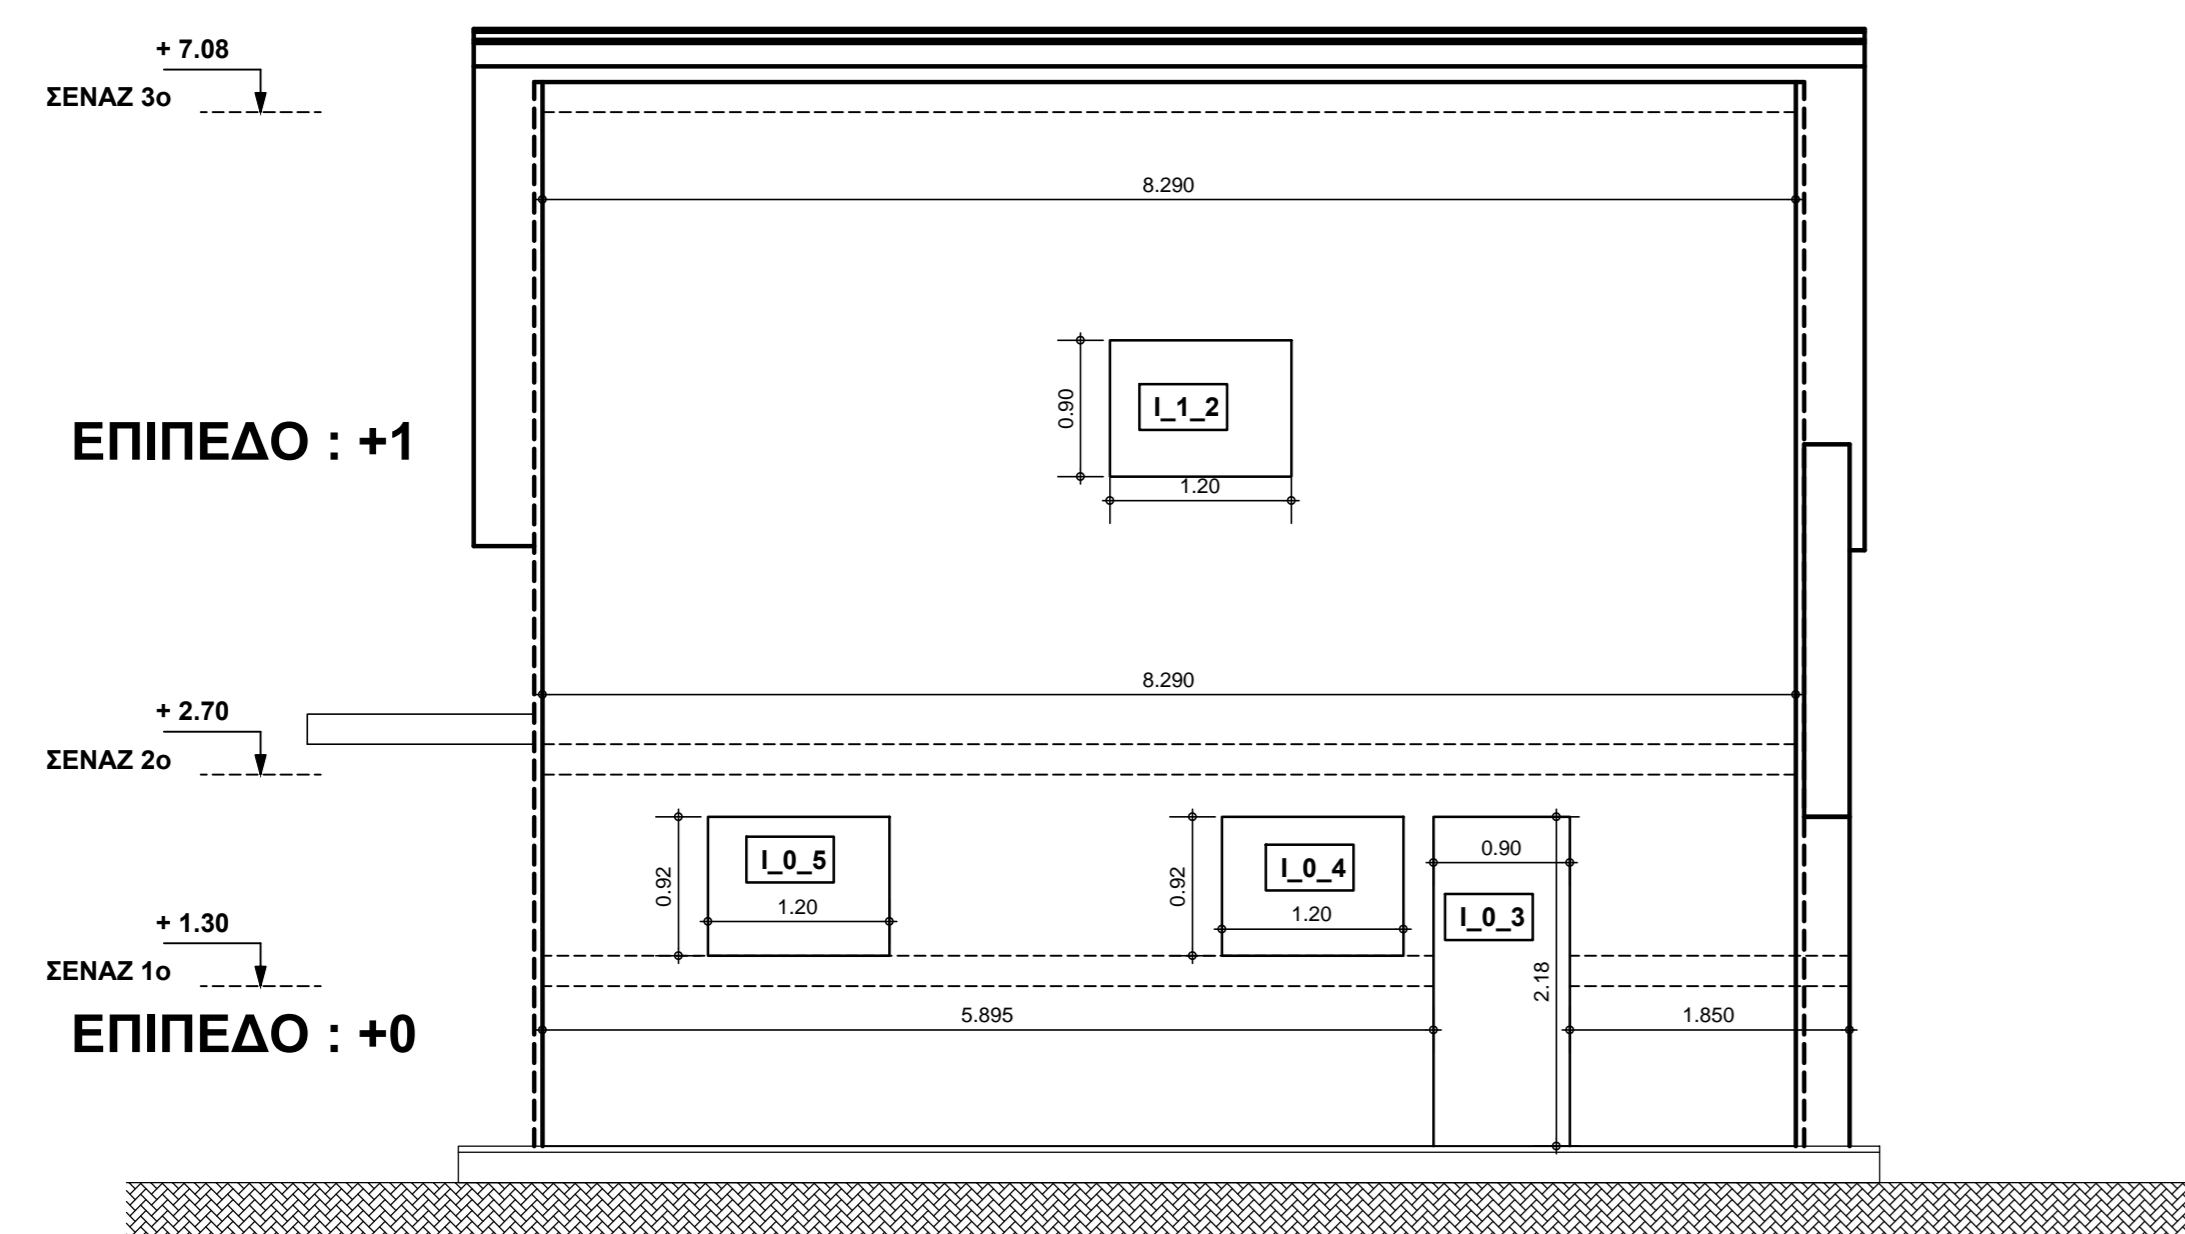 + 7.08
ΣΕΝΑΖ 3ο
8.290
0.90
I_1_2
1.20
ΕΠΙΠΕΔΟ : +1
8.290
+ 2.70
ΣΕΝΑΖ 2ο
0.92
I_0_5
1.20
0.92
I_0_4
1.20
0.90
I_0_3
2.18
+ 1.30
ΣΕΝΑΖ 1ο
5.895
1.850
ΕΠΙΠΕΔΟ : +0